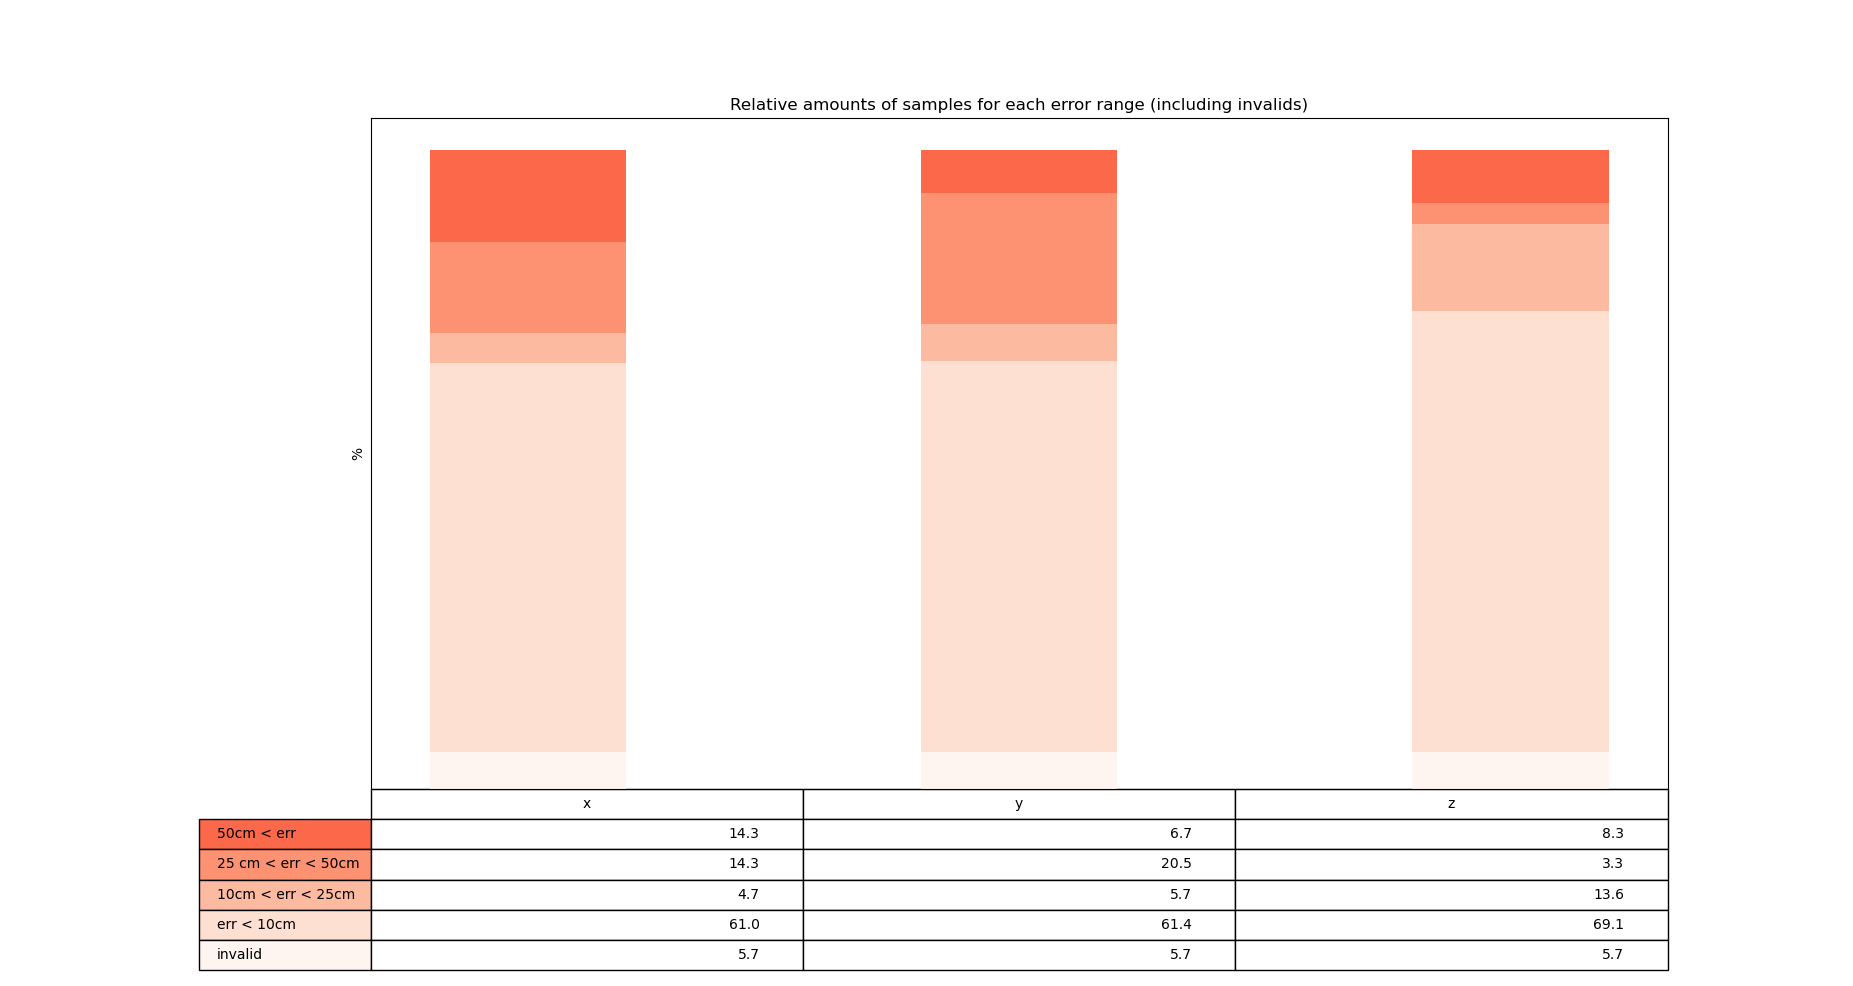 Relative amounts of samples for each error range (including invalids)
%
x y z
50cm < err 14.3 6.7 8.3
25 cm < err < 50cm 14.3 20.5 3.3
10cm < err < 25cm 4.7 5.7 13.6
err < 10cm 61.0 61.4 69.1
invalid 5.7 5.7 5.7